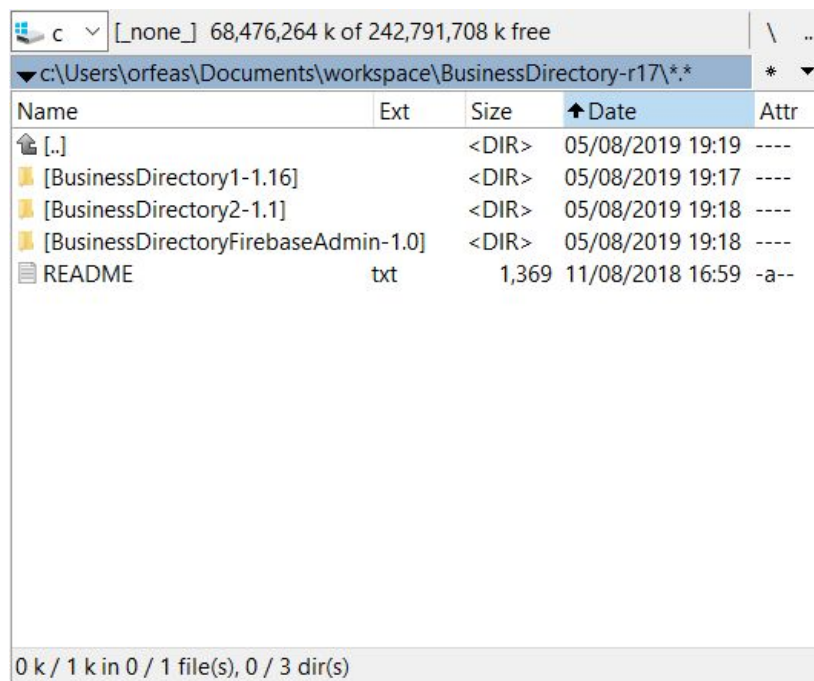 c [_none_] 68,476,264 k of 242,791,708 k free \ ..
c:\Users\orfeas\Documents\workspace\BusinessDirectory-r17\*.* *
Name Ext Size Date Attr
[..] <DIR> 05/08/2019 19:19 ----
[BusinessDirectory1-1.16] <DIR> 05/08/2019 19:17 ----
[BusinessDirectory2-1.1] <DIR> 05/08/2019 19:18 ----
[BusinessDirectoryFirebaseAdmin-1.0] <DIR> 05/08/2019 19:18 ----
README txt 1,369 11/08/2018 16:59 -a--
0 k / 1 k in 0 / 1 file(s), 0 / 3 dir(s)